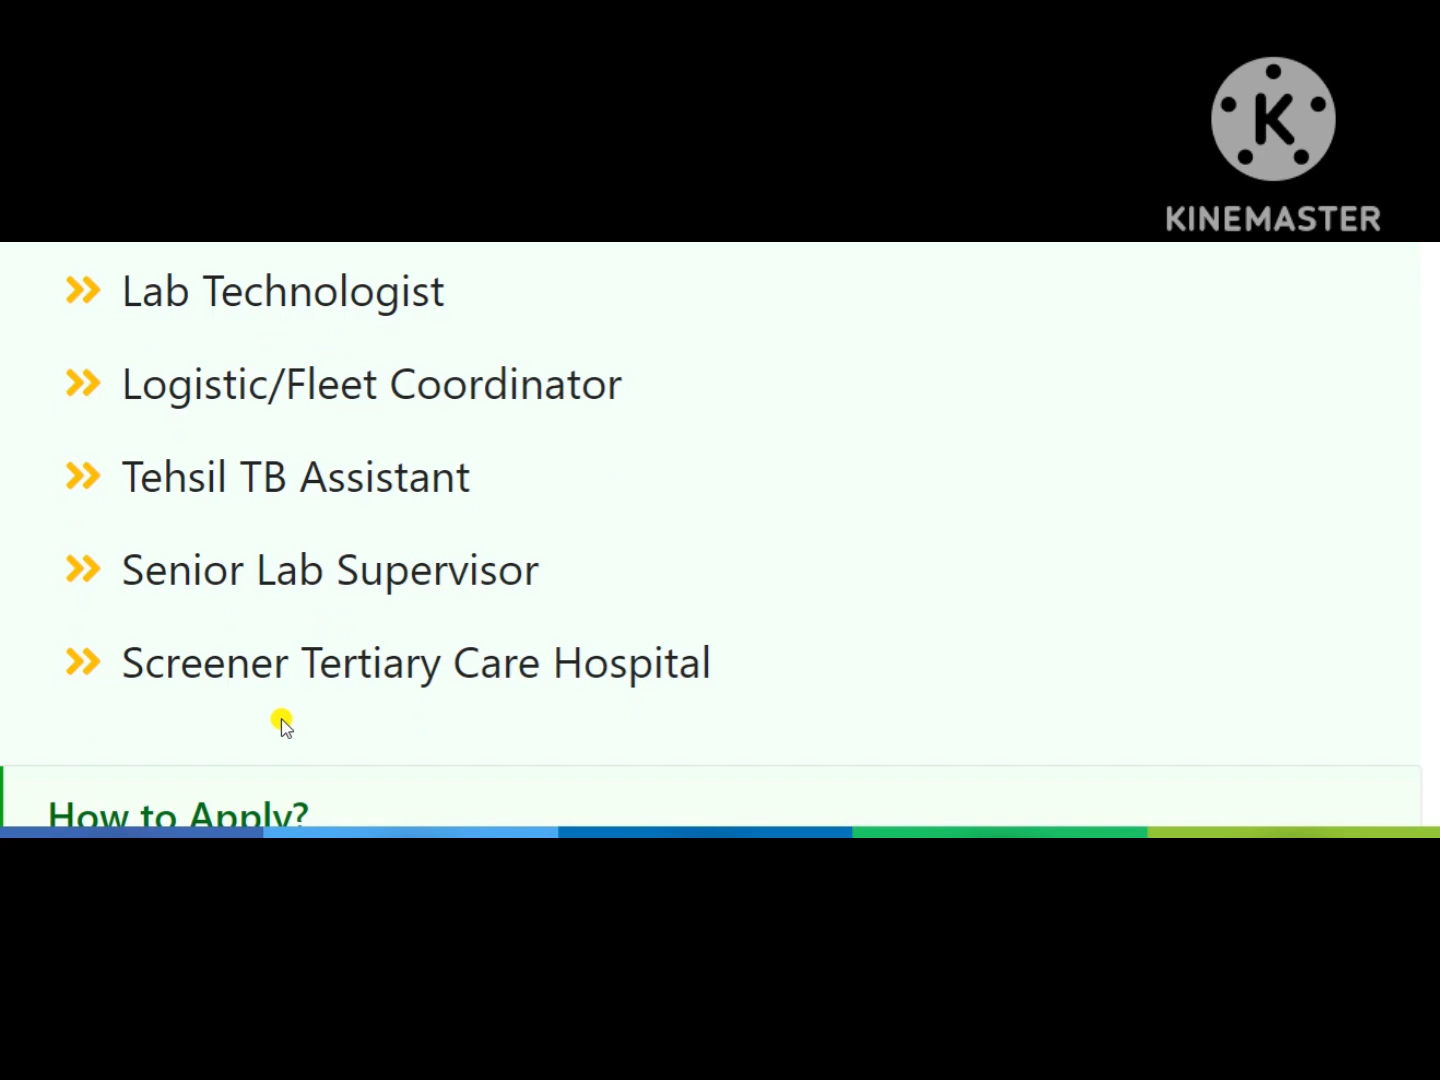 K
KINEMASTER
Lab Technologist
Logistic/Fleet Coordinator
Tehsil TB Assistant
Senior Lab Supervisor
Screener Tertiary Care Hospital
How to Apply?